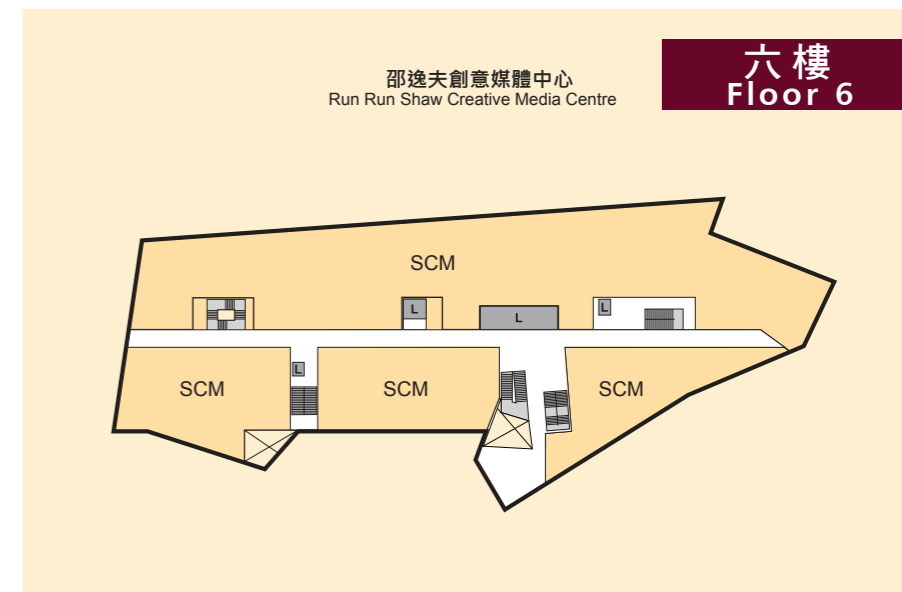 六樓
Floor 6
邵逸夫創意媒體中心
Run Run Shaw Creative Media Centre
SCM
L
L
L
L
SCM
SCM
SCM